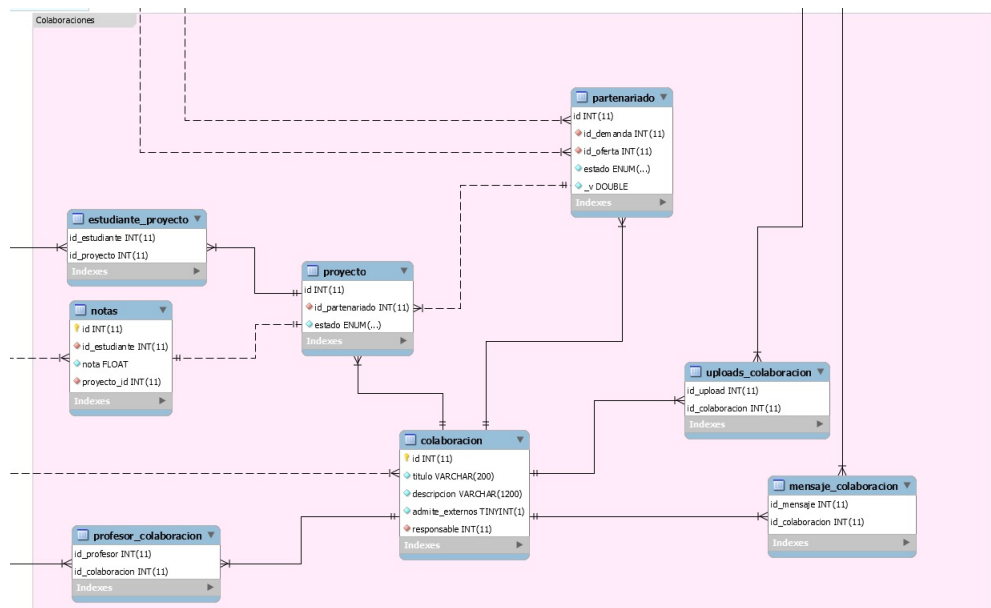 Colaboraciones
partenariado
id INT(11)
id_demanda INT(11)
id_oferta INT(11)
estado ENUM(...)
_v DOUBLE
Indexes
estudiante_proyecto
id_estudiante INT(11)
id_proyecto INT(11)
Indexes
proyecto
id INT(11)
id_partenariado INT(11)
estado ENUM(...)
Indexes
notas
id INT(11)
id_estudiante INT(11)
nota FLOAT
proyecto_id INT(11)
Indexes
uploads_colaboracion
id_upload INT(11)
id_colaboracion INT(11)
Indexes
colaboracion
id INT(11)
titulo VARCHAR(200)
descripcion VARCHAR(1200)
admite_externos TINYINT(1)
responsable INT(11)
Indexes
mensaje_colaboracion
id_mensaje INT(11)
id_colaboracion INT(11)
Indexes
profesor_colaboracion
id_profesor INT(11)
id_colaboracion INT(11)
Indexes